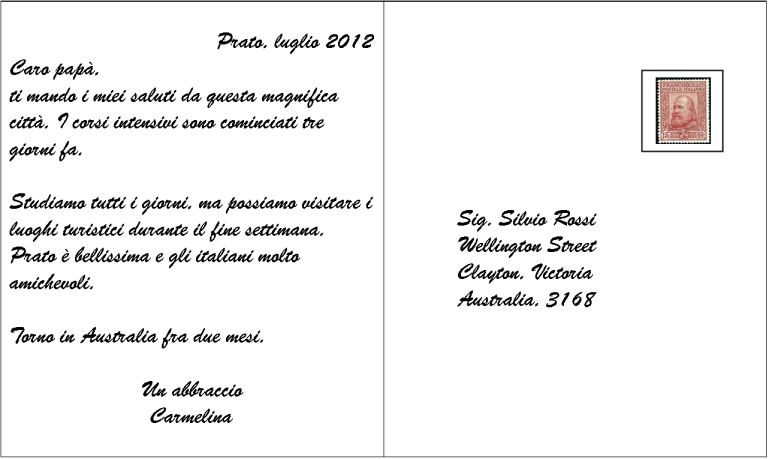 Prato, luglio 2012
Caro papà,
ti mando i miei saluti da questa magnifica
città. I corsi intensivi sono cominciati tre
giorni fa.
Studiamo tutti i giorni, ma possiamo visitare i
luoghi turistici durante il fine settimana.
Prato è bellissima e gli italiani molto
amichevoli.
Torno in Australia fra due mesi.
Un abbraccio
Carmelina
FRANCOBOLLO
POSTALE ITALIANO
15
Sig. Silvio Rossi
Wellington Street
Clayton, Victoria
Australia, 3168